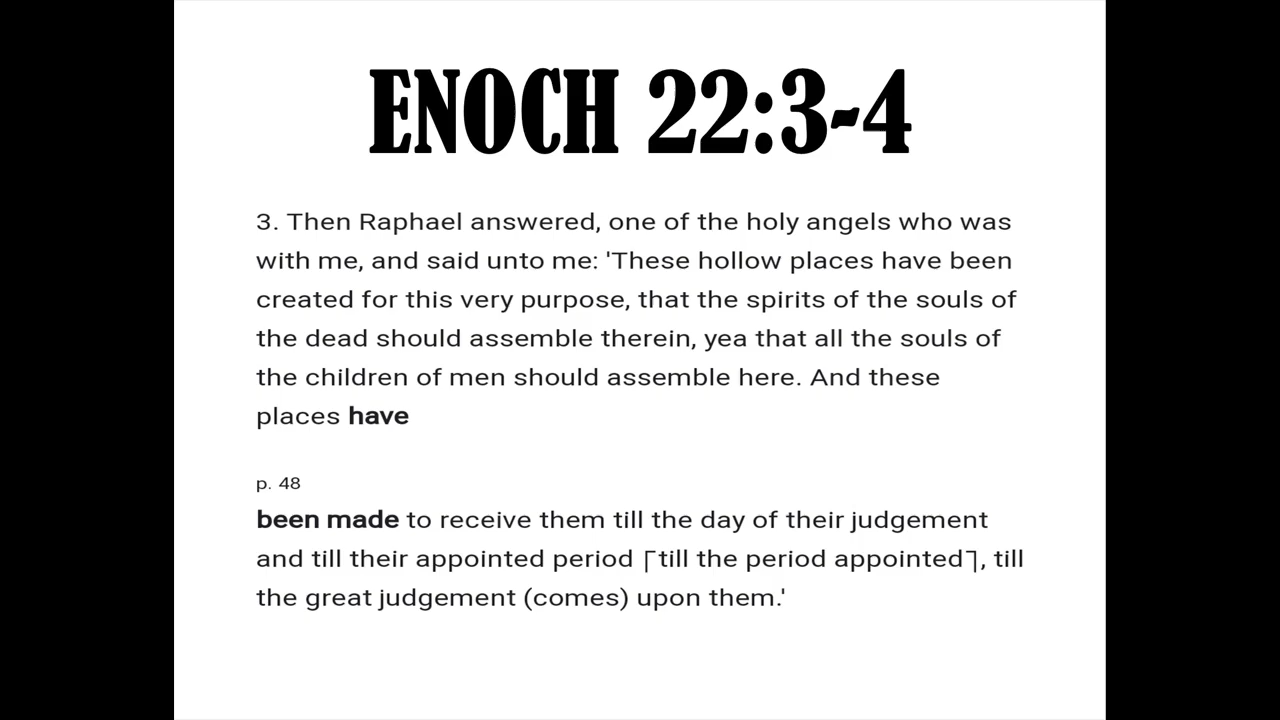 ENOCH 22:3-4
3. Then Raphael answered, one of the holy angels who was
with me, and said unto me: 'These hollow places have been
created for this very purpose, that the spirits of the souls of
the dead should assemble therein, yea that all the souls of
the children of men should assemble here. And these
places have
p. 48
been made to receive them till the day of their judgement
and till their appointed period ⌈till the period appointed⌉, till
the great judgement (comes) upon them.'